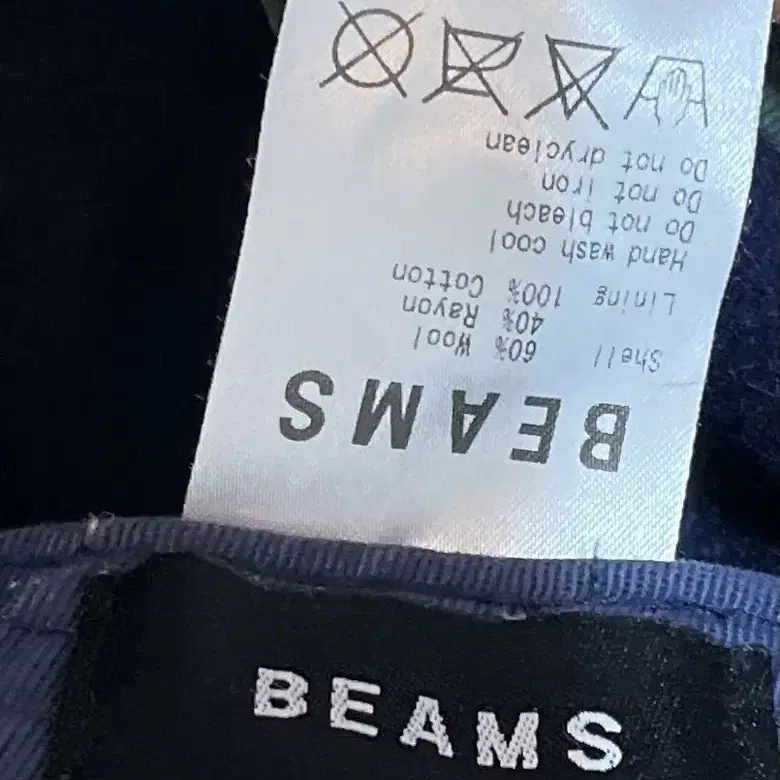 BEAMS
Shell 60% Wool
40% Rayon
Lining 100% Cotton
Hand wash cool
Do not bleach
Do not iron
Do not dryclean
BEAMS